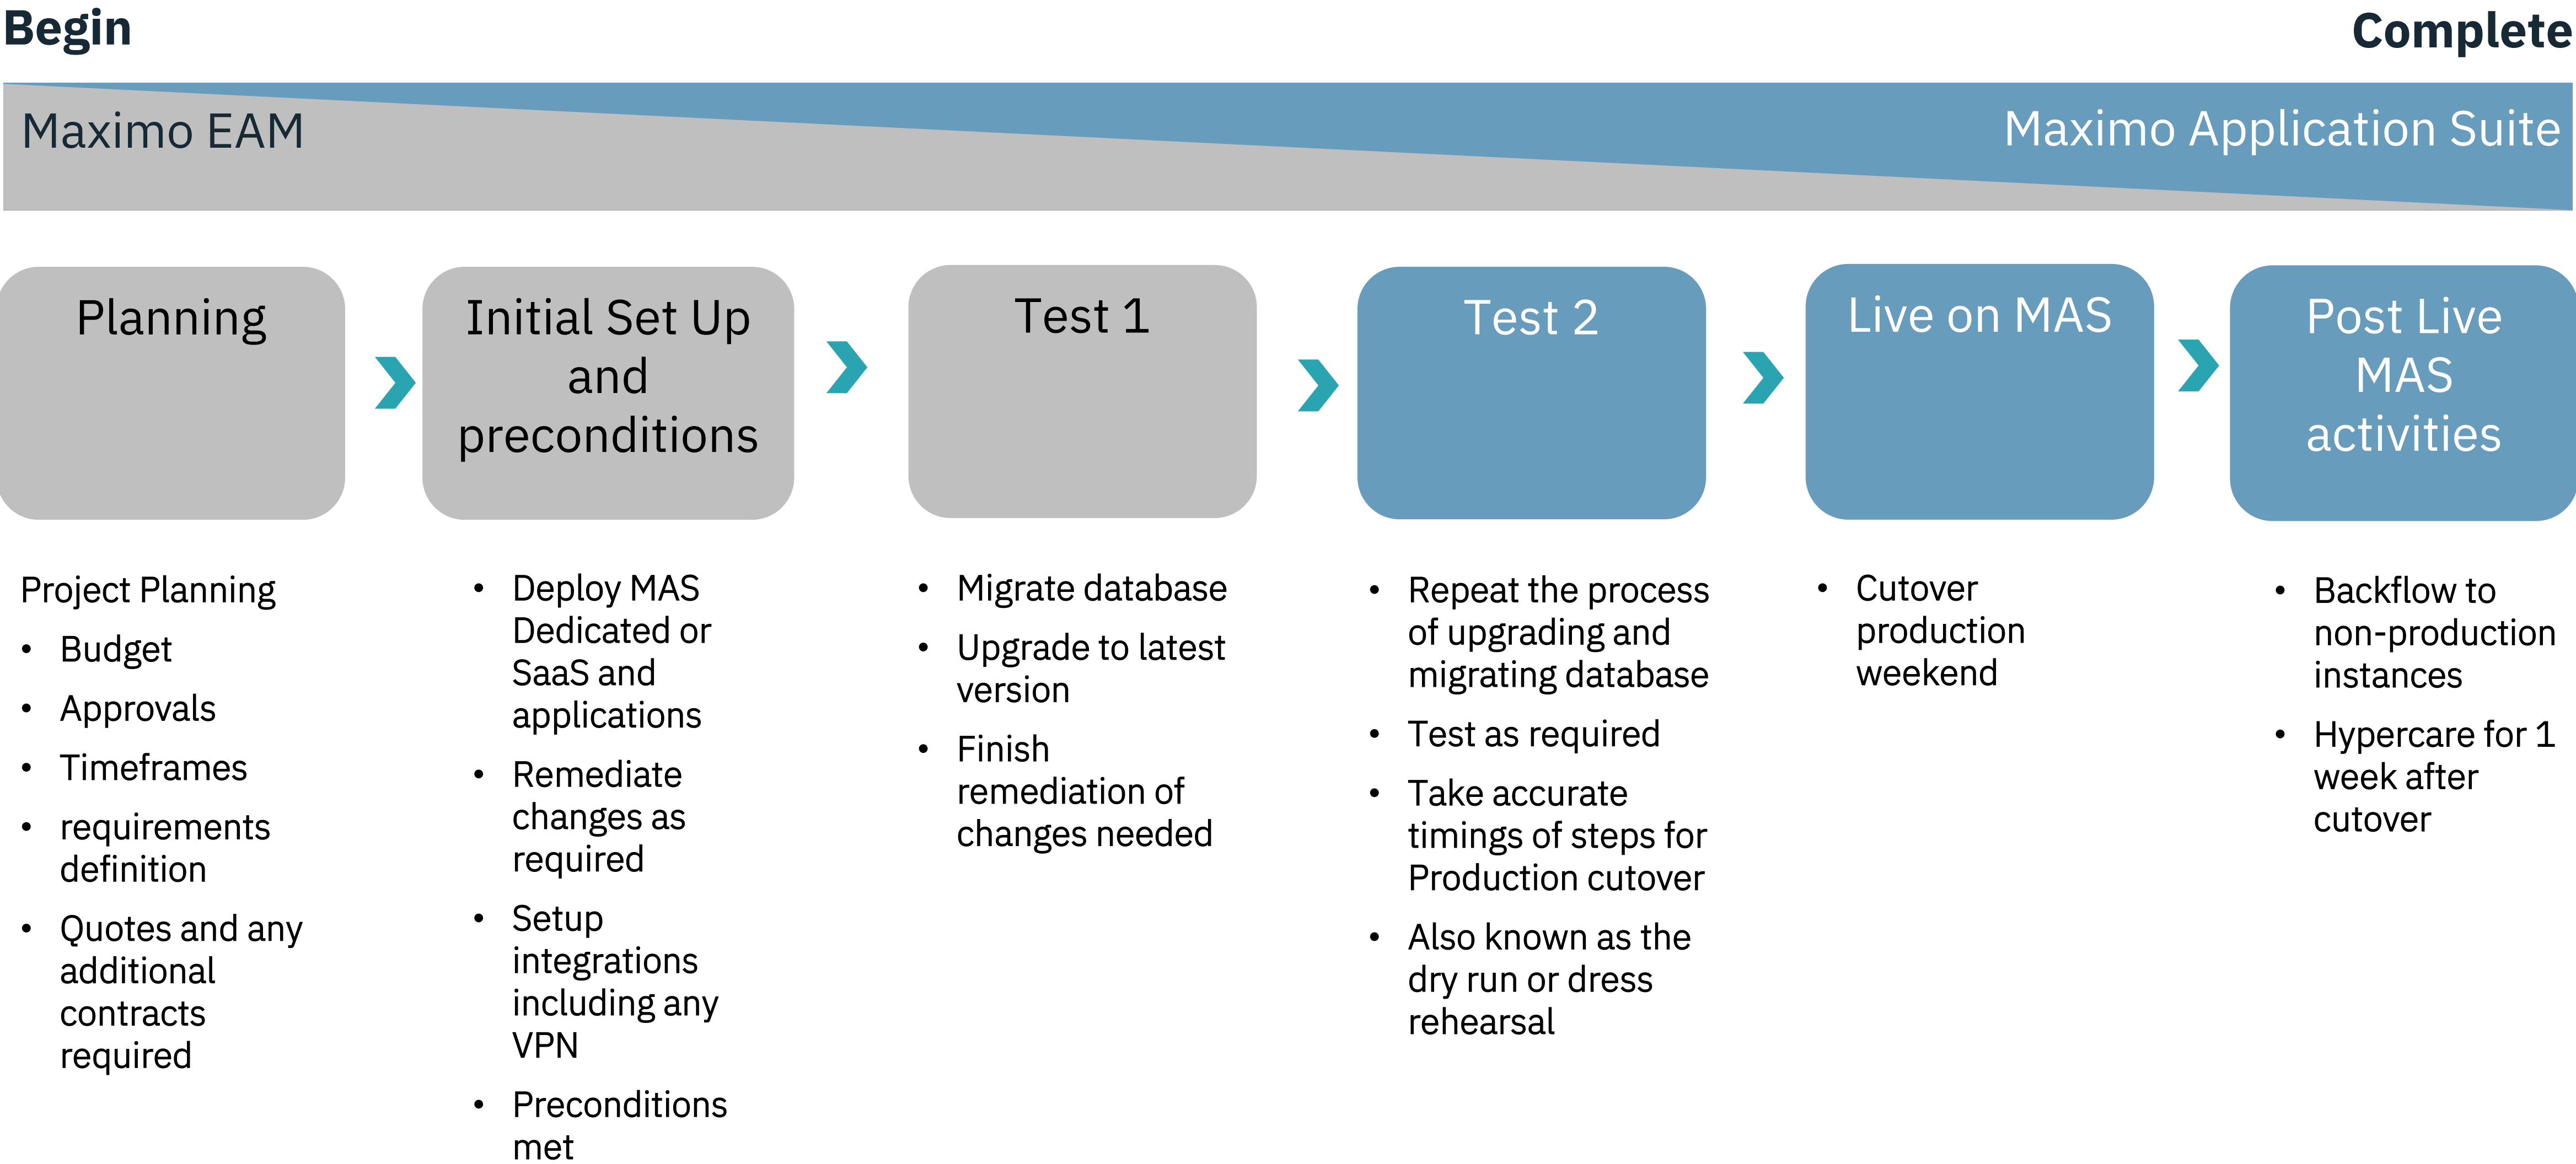 Begin
Complete
Maximo EAM
Maximo Application Suite
Planning
Initial Set Up
and
preconditions
Test 1
Test 2
Live on MAS
Post Live
MAS
activities
Project Planning
• Budget
• Approvals
• Timeframes
• requirements
definition
• Quotes and any
additional
contracts
required
• Deploy MAS
Dedicated or
SaaS and
applications
• Remediate
changes as
required
• Setup
integrations
including any
VPN
• Preconditions
met
• Migrate database
• Upgrade to latest
version
• Finish
remediation of
changes needed
• Repeat the process
of upgrading and
migrating database
• Test as required
• Take accurate
timings of steps for
Production cutover
• Also known as the
dry run or dress
rehearsal
• Cutover
production
weekend
• Backflow to
non-production
instances
• Hypercare for 1
week after
cutover